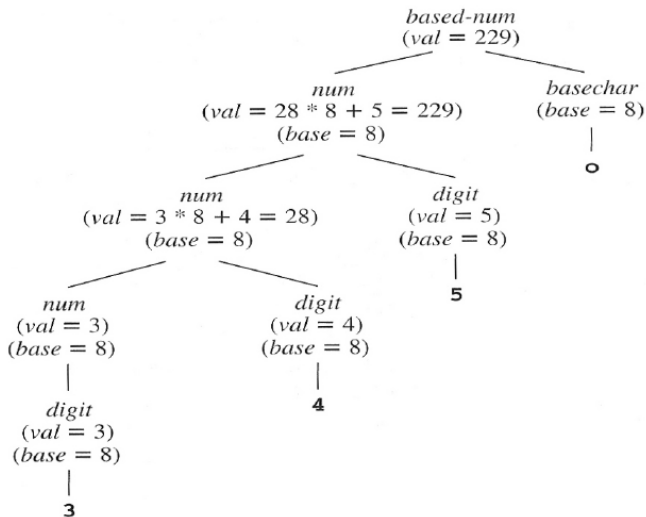 based-num
(val = 229)
num
(val = 28 * 8 + 5 = 229)
(base = 8)
basechar
(base = 8)
o
num
(val = 3 * 8 + 4 = 28)
(base = 8)
digit
(val = 5)
(base = 8)
5
num
(val = 3)
(base = 8)
digit
(val = 4)
(base = 8)
4
digit
(val = 3)
(base = 8)
3